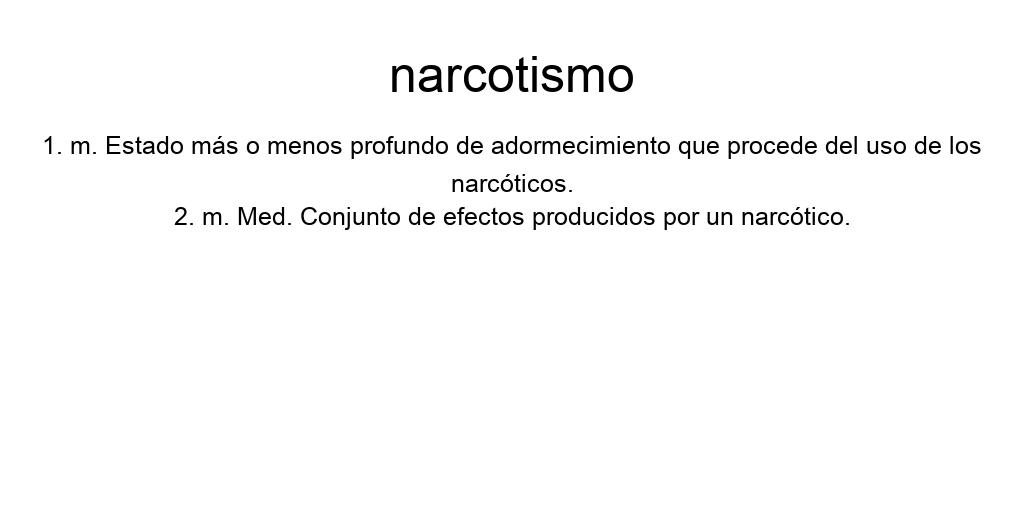 narcotismo
1. m. Estado más o menos profundo de adormecimiento que procede del uso de los
narcóticos.
2. m. Med. Conjunto de efectos producidos por un narcótico.